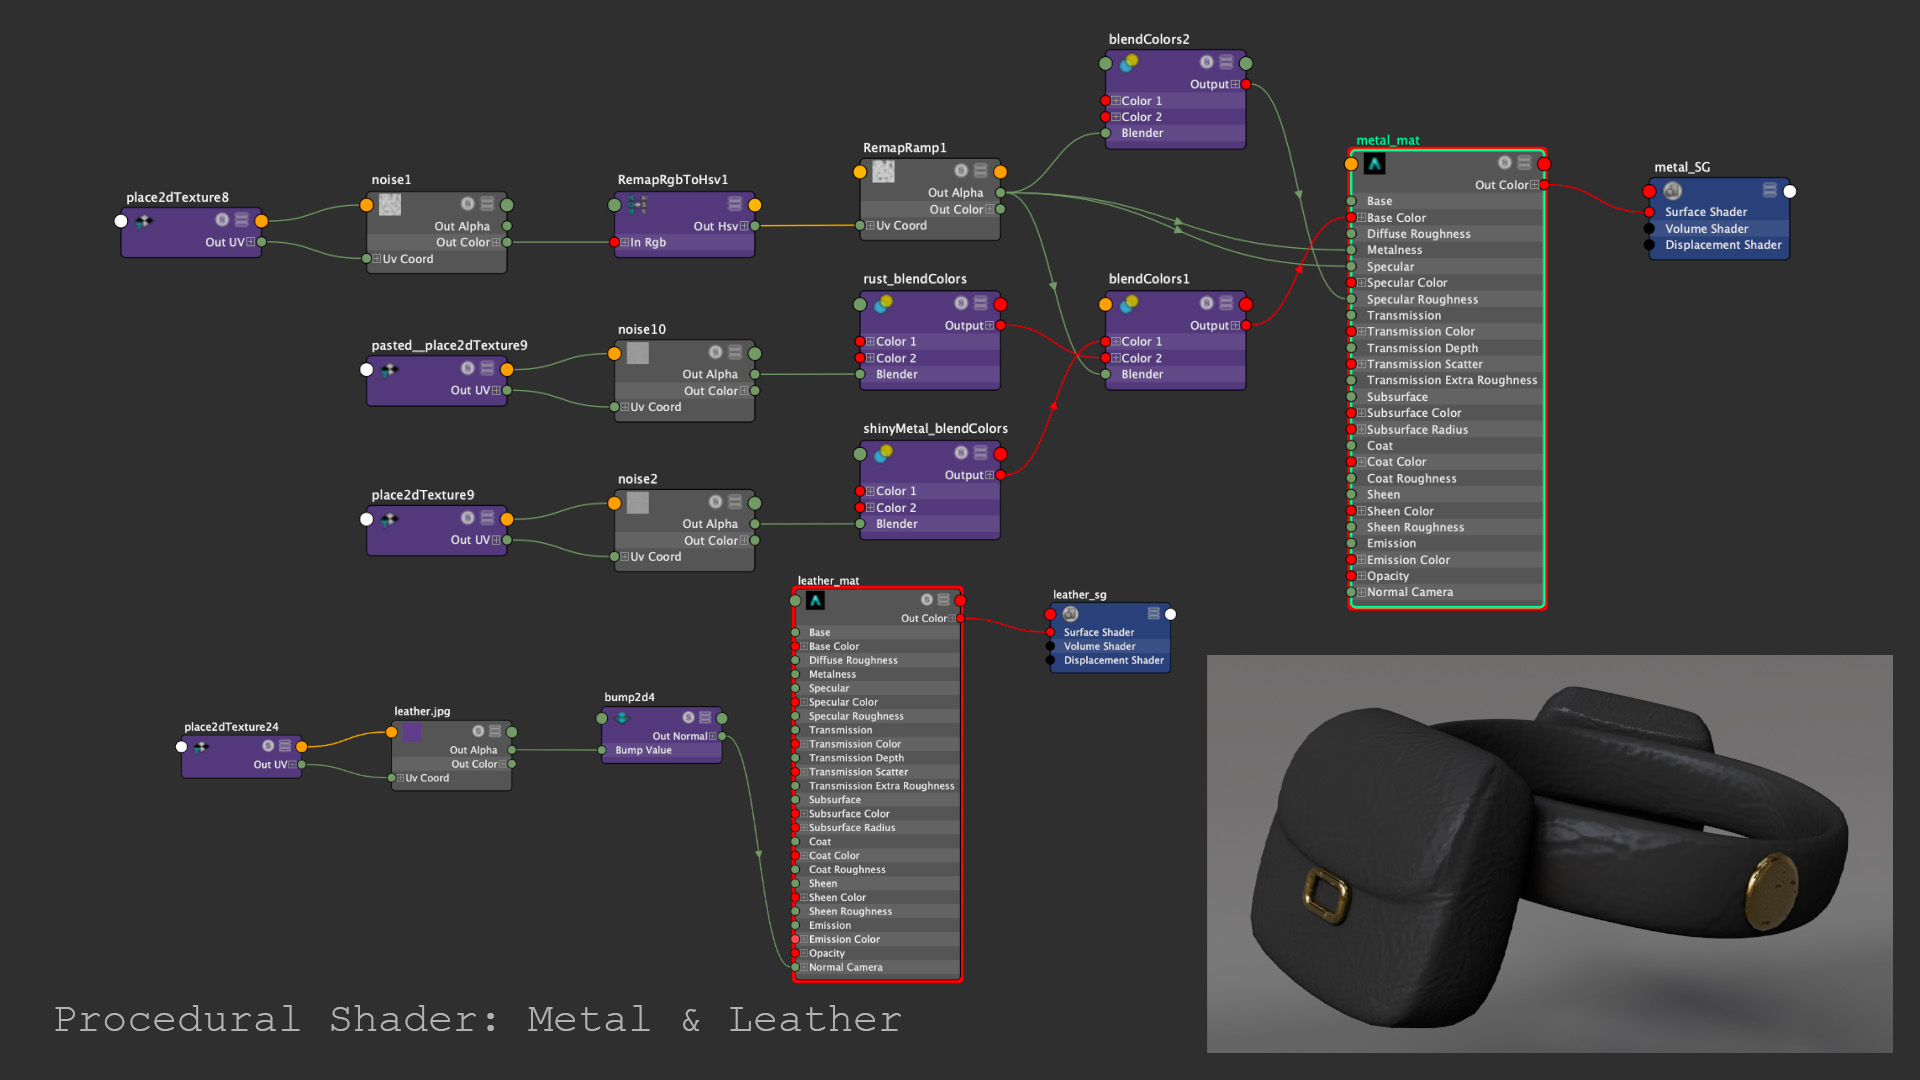 blendColors2
Output
Color 1
Color 2
Blender
metal_mat
Out Color
Base
Base Color
Diffuse Roughness
Metalness
Specular
Specular Color
Specular Roughness
Transmission
Transmission Color
Transmission Depth
Transmission Scatter
Transmission Extra Roughness
Subsurface
Subsurface Color
Subsurface Radius
Coat
Coat Color
Coat Roughness
Sheen
Sheen Color
Sheen Roughness
Emission
Emission Color
Opacity
Normal Camera
metal_SG
Surface Shader
Volume Shader
Displacement Shader
place2dTexture8
Out UV
noise1
Out Alpha
Out Color
Uv Coord
RemapRgbToHsv1
Out Hsv
In Rgb
RemapRamp1
Out Alpha
Out Color
Uv Coord
pasted__place2dTexture9
Out UV
noise10
Out Alpha
Out Color
Uv Coord
rust_blendColors
Output
Color 1
Color 2
Blender
blendColors1
Output
Color 1
Color 2
Blender
place2dTexture9
Out UV
noise2
Out Alpha
Out Color
Uv Coord
shinyMetal_blendColors
Output
Color 1
Color 2
Blender
leather_mat
Out Color
Base
Base Color
Diffuse Roughness
Metalness
Specular
Specular Color
Specular Roughness
Transmission
Transmission Color
Transmission Depth
Transmission Scatter
Transmission Extra Roughness
Subsurface
Subsurface Color
Subsurface Radius
Coat
Coat Color
Coat Roughness
Sheen
Sheen Color
Sheen Roughness
Emission
Emission Color
Opacity
Normal Camera
leather_sg
Surface Shader
Volume Shader
Displacement Shader
place2dTexture24
Out UV
leather.jpg
Out Alpha
Out Color
Uv Coord
bump2d4
Out Normal
Bump Value
Procedural Shader: Metal & Leather